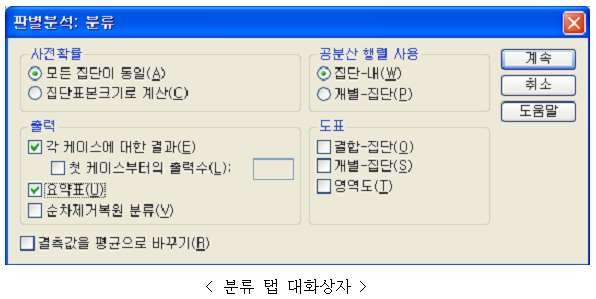 판별분석: 분류
사전확률
모든 집단이 동일(A)
집단표본크기로 계산(C)
공분산 행렬 사용
집단-내(W)
개별-집단(P)
계속
취소
도움말
출력
각 케이스에 대한 결과(E)
첫 케이스부터의 출력수(L):
요약표(U)
순차제거복원 분류(V)
도표
결합-집단(O)
개별-집단(S)
영역도(T)
결측값을 평균으로 바꾸기(R)
< 분류 탭 대화상자 >